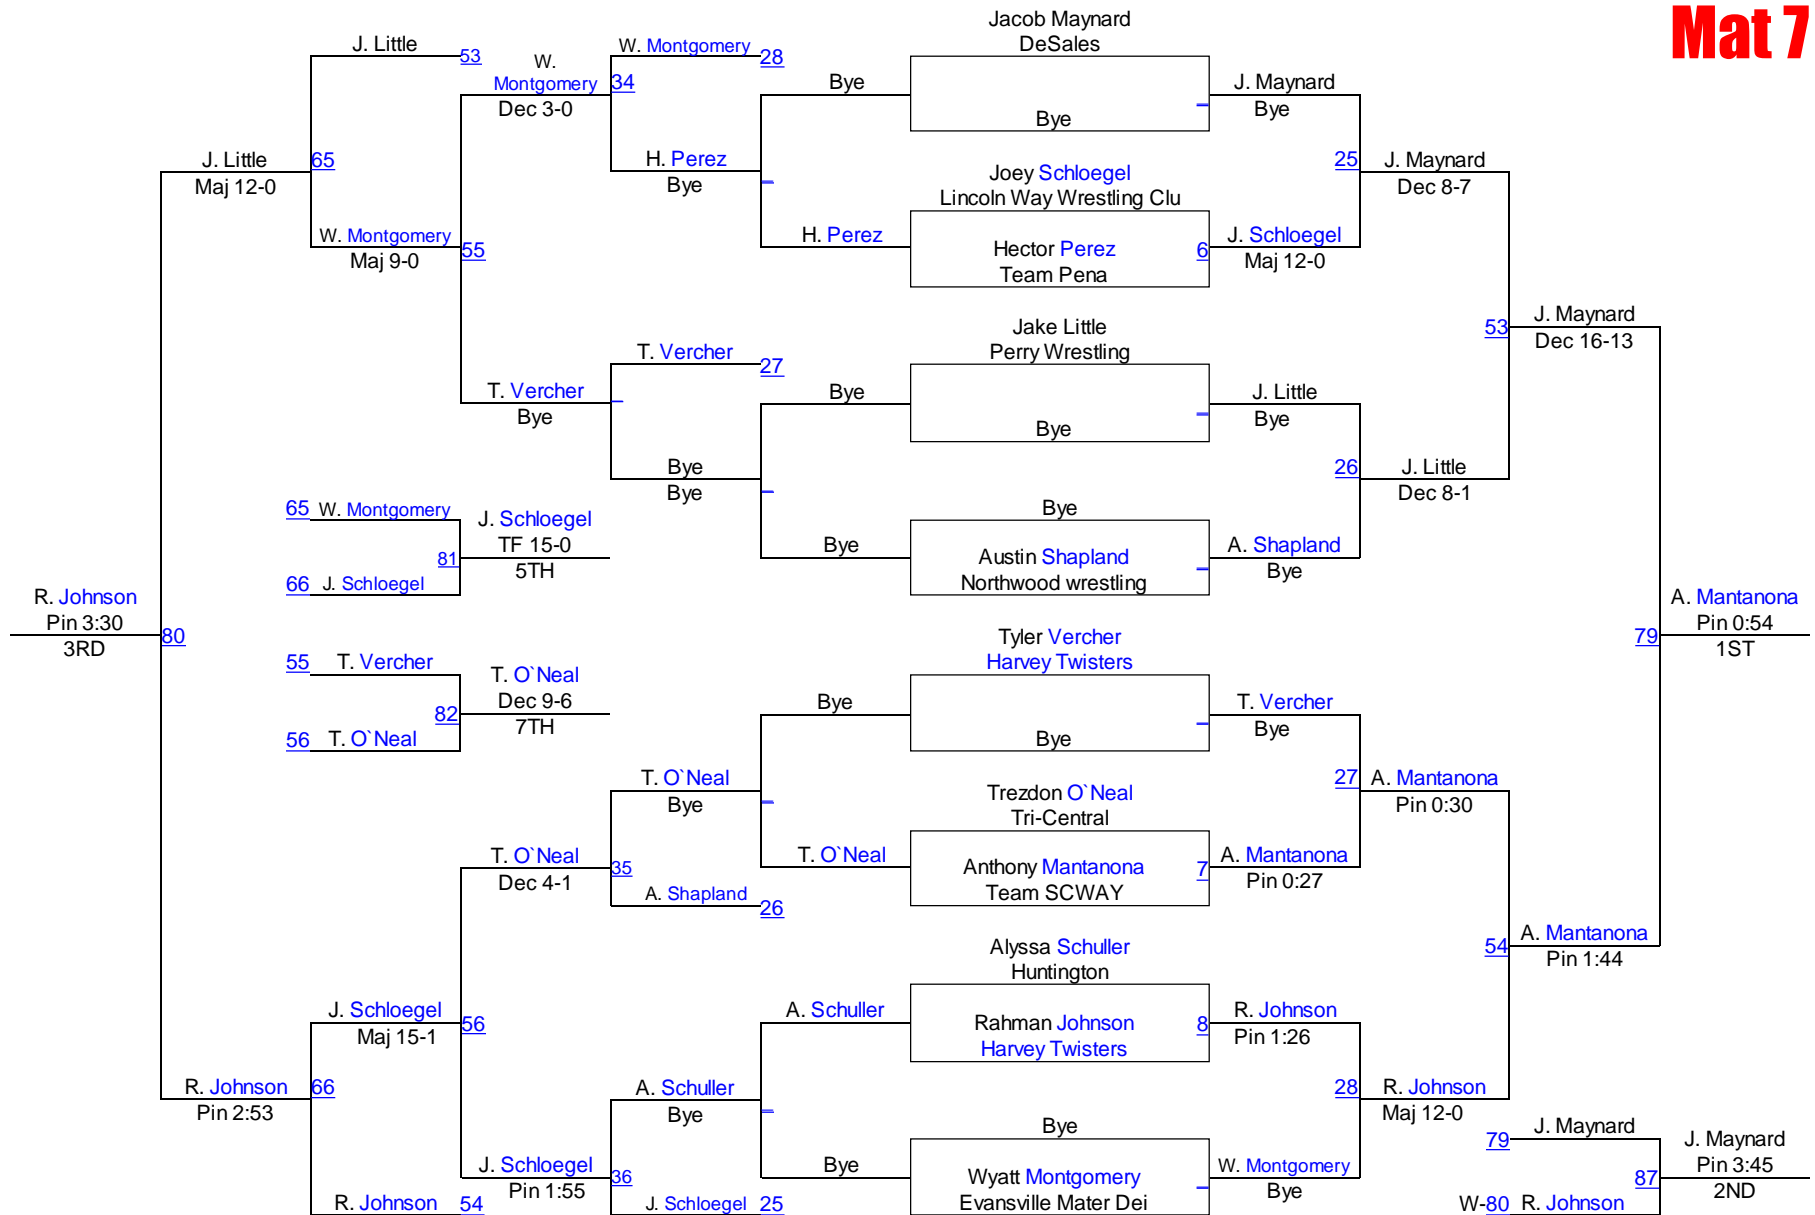 Mat 7
Jacob Maynard
DeSales
J. Little
53
W. Montgomery
28
W.
Montgomery
34
Dec 3-0
Bye
J. Maynard
Bye
Bye
J. Little
65
Maj 12-0
H. Perez
Bye
Joey Schloegel
Lincoln Way Wrestling Clu
25
J. Maynard
Dec 8-7
W. Montgomery
55
Maj 9-0
H. Perez
Hector Perez
Team Pena
6
J. Schloegel
Maj 12-0
Jake Little
Perry Wrestling
53
J. Maynard
Dec 16-13
T. Vercher
27
T. Vercher
Bye
Bye
Bye
J. Little
Bye
Bye
Bye
26
J. Little
Dec 8-1
65 W. Montgomery
J. Schloegel
TF 15-0
81
5TH
66 J. Schloegel
Bye
Bye
Austin Shapland
Northwood wrestling
A. Shapland
Bye
R. Johnson
Pin 3:30
80
3RD
A. Mantanona
Pin 0:54
79
1ST
Tyler Vercher
Harvey Twisters
55 T. Vercher
T. O`Neal
Dec 9-6
82
7TH
56 T. O`Neal
Bye
Bye
T. Vercher
Bye
T. O`Neal
Bye
Trezdon O`Neal
Tri-Central
27
A. Mantanona
Pin 0:30
T. O`Neal
35
Dec 4-1
T. O`Neal
Anthony Mantanona
Team SCWAY
7
A. Mantanona
Pin 0:27
A. Shapland
26
Alyssa Schuller
Huntington
54
A. Mantanona
Pin 1:44
J. Schloegel
56
Maj 15-1
A. Schuller
Rahman Johnson
Harvey Twisters
8
R. Johnson
Pin 1:26
R. Johnson
66
Pin 2:53
A. Schuller
Bye
28
R. Johnson
Maj 12-0
Bye
79
J. Maynard
J. Maynard
Pin 3:45
87
2ND
J. Schloegel
36
Pin 1:55
Bye
Wyatt Montgomery
Evansville Mater Dei
W. Montgomery
Bye
R. Johnson
54
J. Schloegel 25
W-80 R. Johnson